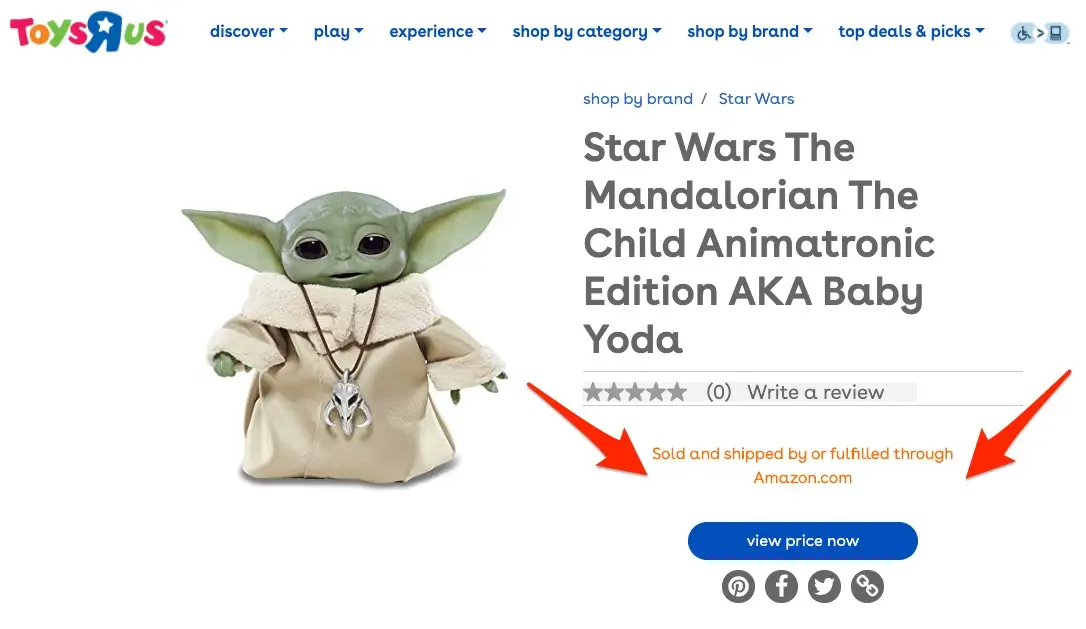 ToysRus
discover play experience shop by category shop by brand top deals & picks
shop by brand / Star Wars
Star Wars The
Mandalorian The
Child Animatronic
Edition AKA Baby
Yoda
(0) Write a review
Sold and shipped by or fulfilled through
Amazon.com
view price now